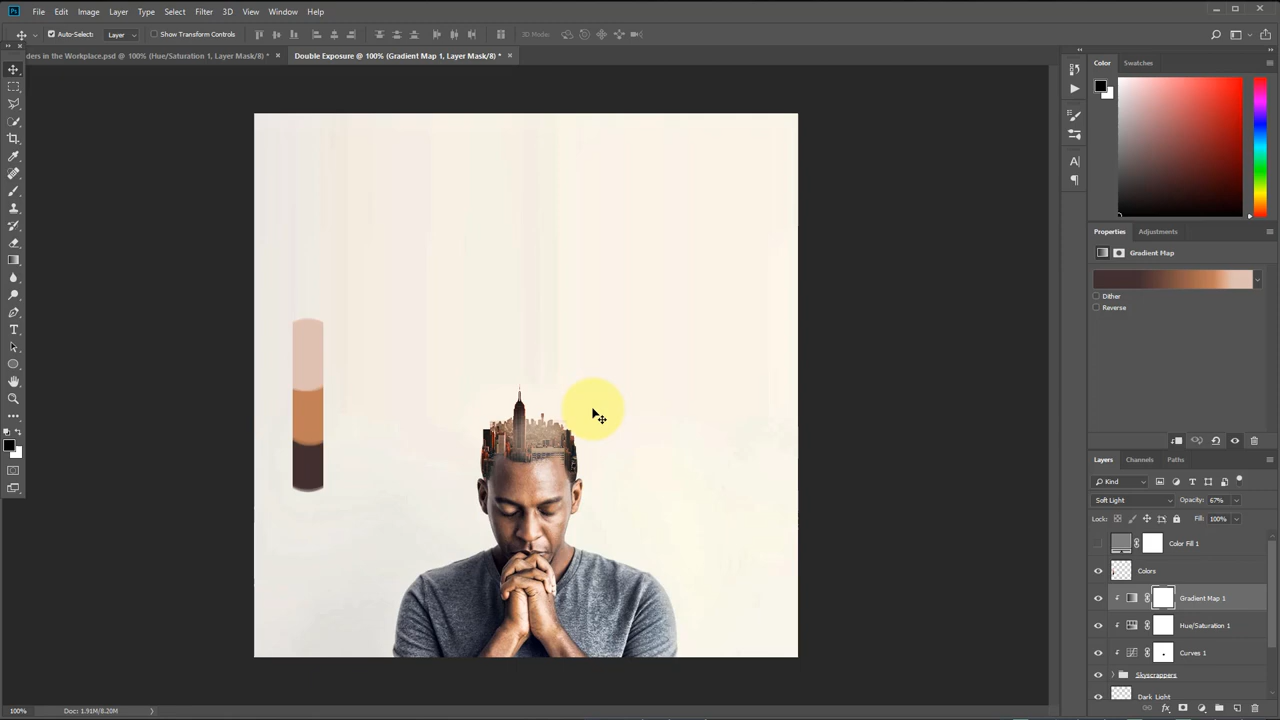 File Edit Image Layer Type Select Filter 3D View Window Help
Auto-Select: Layer Show Transform Controls 3D Mode:
ders in the Workplace.psd @ 100% (Hue/Saturation 1, Layer Mask/8) * Double Exposure @ 100% (Gradient Map 1, Layer Mask/8) *
Color Swatches
Properties Adjustments
Gradient Map
Dither
Reverse
Layers Channels Paths
Kind
Soft Light Opacity: 67%
Lock: Fill: 100%
Color Fill 1
Colors
Gradient Map 1
Hue/Saturation 1
Curves 1
Skyscrappers
Dark Light
100% Doc: 1.91M/8.20M